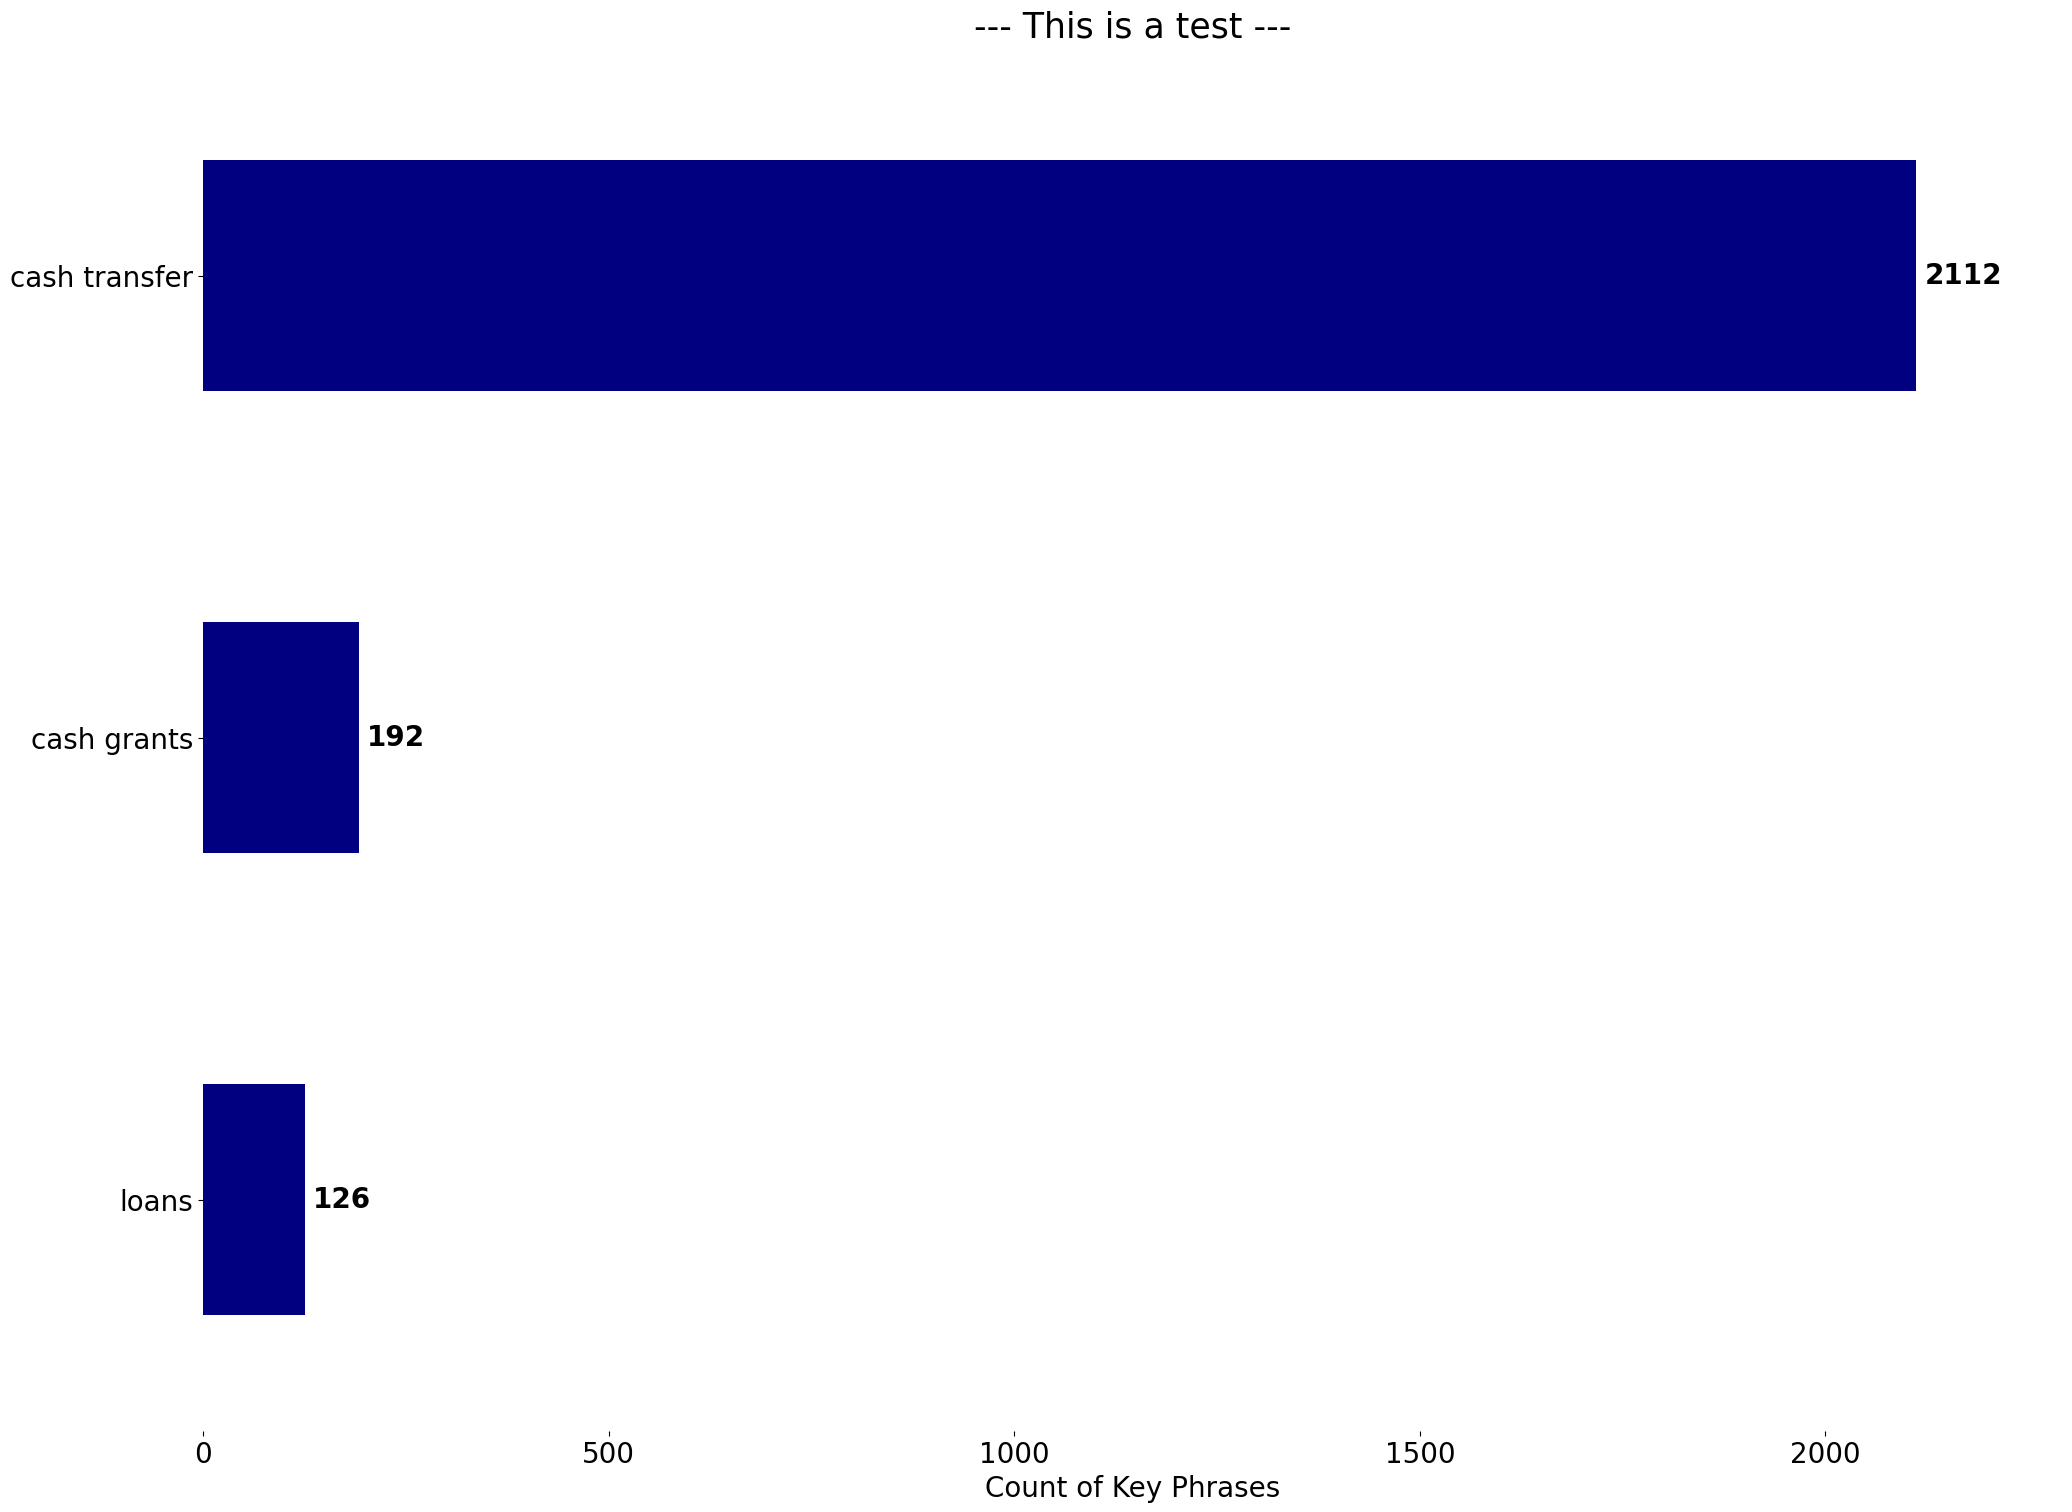 --- This is a test ---
cash transfer
2112
cash grants
192
loans
126
0 500 1000 1500 2000
Count of Key Phrases